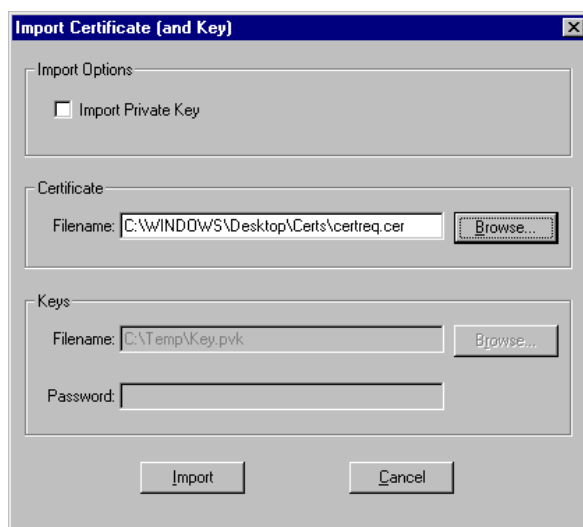 Import Certificate (and Key)
Import Options
Import Private Key
Certificate
Filename: C:\WINDOWS\Desktop\Certs\certreq.cer Browse...
Keys
Filename: C:\Temp\Key.pvk Browse...
Password:
Import Cancel